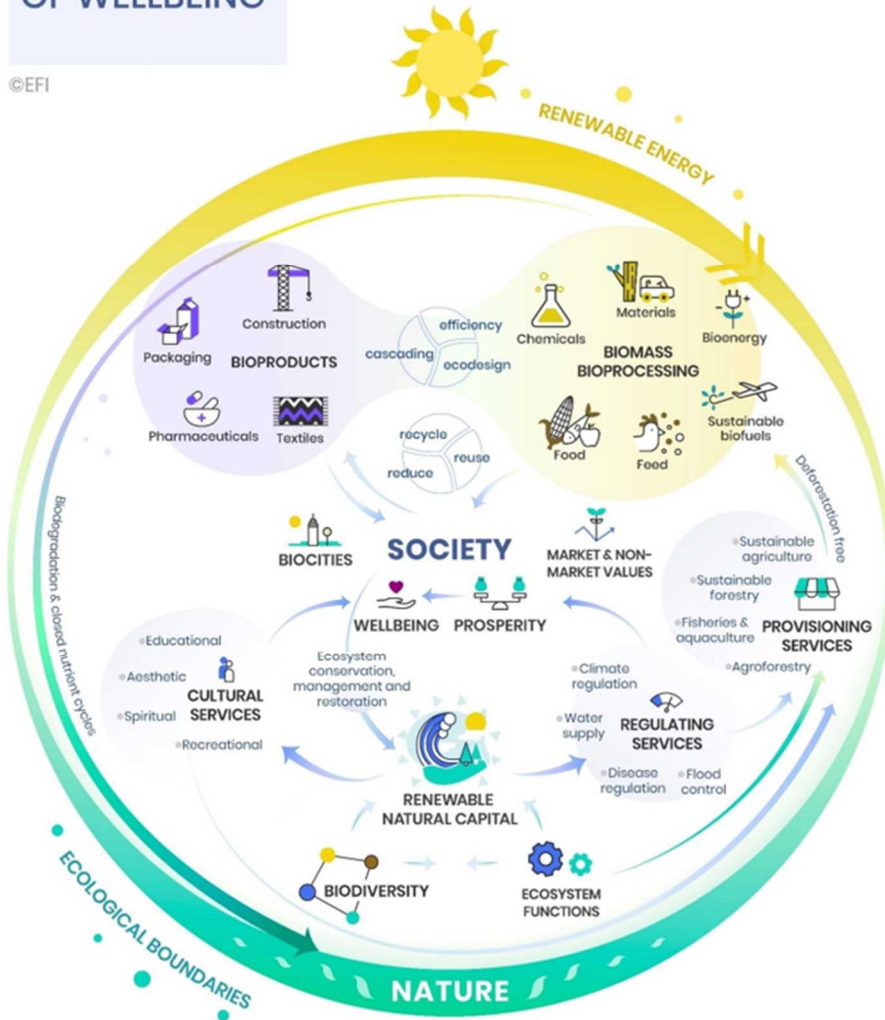 OF WELLBEING
©EFI
RENEWABLE ENERGY
Construction
Packaging
BIOPRODUCTS
Pharmaceuticals
Textiles
efficiency
cascading
ecodesign
recycle
reuse
reduce
Chemicals
Materials
Bioenergy
BIOMASS
BIOPROCESSING
Food
Feed
Sustainable
biofuels
Deforestation free
Biodegradation & closed nutrient cycles
BIOCITIES
SOCIETY
MARKET & NON-
MARKET VALUES
WELLBEING
PROSPERITY
Sustainable
agriculture
Sustainable
forestry
Fisheries &
aquaculture
Agroforestry
PROVISIONING
SERVICES
Educational
Aesthetic
Spiritual
Recreational
CULTURAL
SERVICES
Ecosystem
conservation,
management and
restoration
Climate
regulation
Water
supply
REGULATING
SERVICES
Disease
regulation
Flood
control
RENEWABLE
NATURAL CAPITAL
BIODIVERSITY
ECOSYSTEM
FUNCTIONS
ECOLOGICAL BOUNDARIES
NATURE